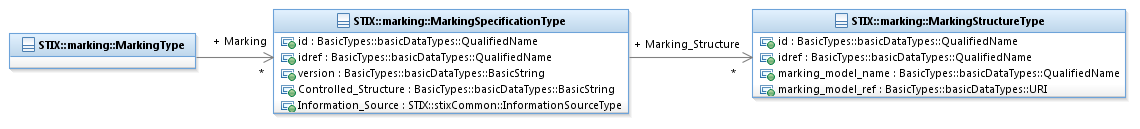 STIX::marking::MarkingType
+ Marking
*
STIX::marking::MarkingSpecificationType
id : BasicTypes::basicDataTypes::QualifiedName
idref : BasicTypes::basicDataTypes::QualifiedName
version : BasicTypes::basicDataTypes::BasicString
Controlled_Structure : BasicTypes::basicDataTypes::BasicString
Information_Source : STIX::stixCommon::InformationSourceType
+ Marking_Structure
*
STIX::marking::MarkingStructureType
id : BasicTypes::basicDataTypes::QualifiedName
idref : BasicTypes::basicDataTypes::QualifiedName
marking_model_name : BasicTypes::basicDataTypes::QualifiedName
marking_model_ref : BasicTypes::basicDataTypes::URI